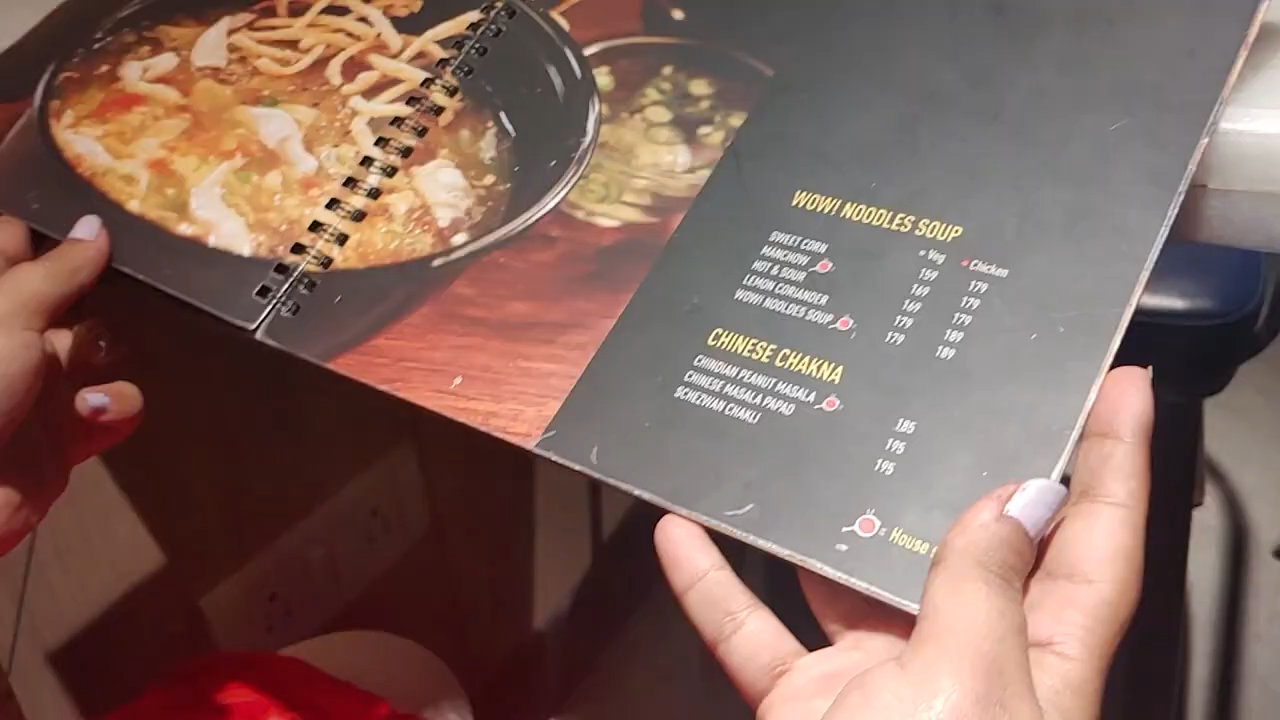 WOW! NOODLES SOUP
Veg Chicken
SWEET CORN 159 179
MANCHOW 169 179
HOT & SOUR 169 179
LEMON CORIANDER 179 189
WOW! NOOLDES SOUP 179 189
CHINESE CHAKNA
CHINDIAN PEANUT MASALA 185
CHINESE MASALA PAPAD 195
SCHEZWAN CHAKLI 195
House